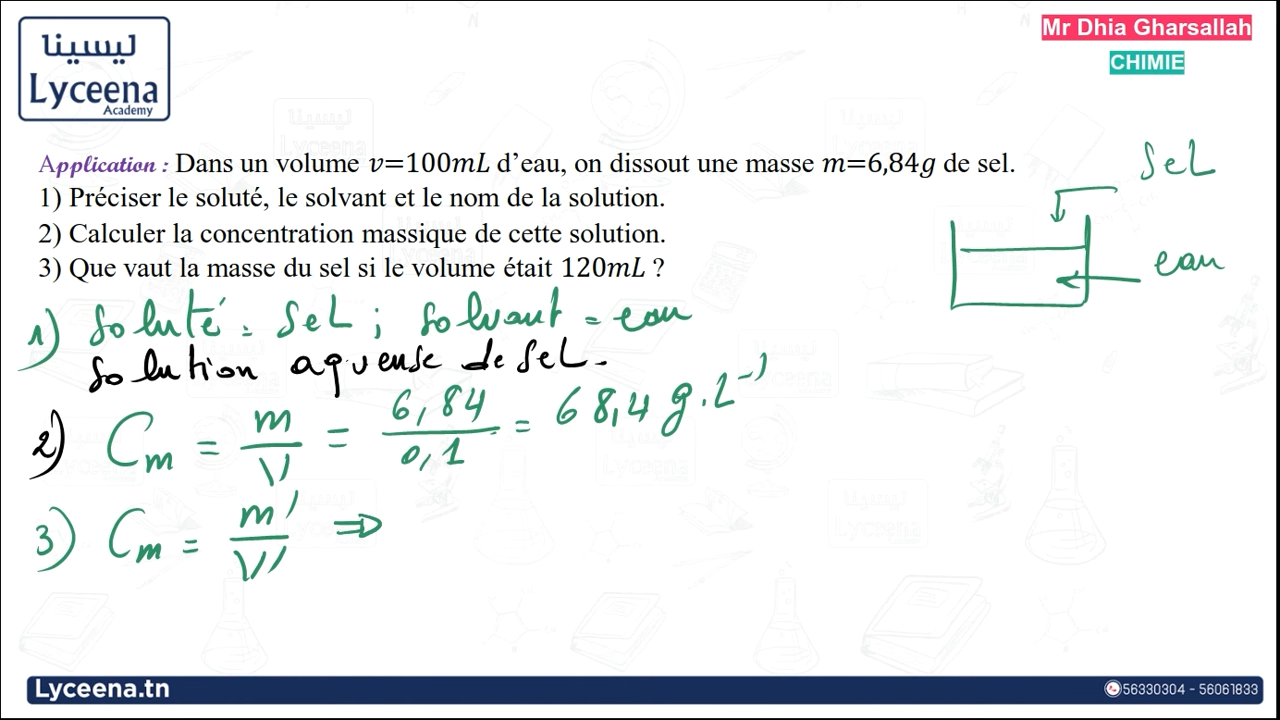 ليسينا
Lyceena
Academy
Mr Dhia Gharsallah
CHIMIE
Application : Dans un volume v=100mL d'eau, on dissout une masse m=6,84g de sel.
1) Préciser le soluté, le solvant et le nom de la solution.
2) Calculer la concentration massique de cette solution.
3) Que vaut la masse du sel si le volume était 120mL ?
Sel
eau
1) Soluté = Sel ; Solvant = eau
Solution aqueuse de Sel.
2) Cm = m/V = 6,84/0,1 = 68,4 g.L⁻¹
3) Cm = m'/V' ⇒
Lyceena.tn
56330304 - 56061833